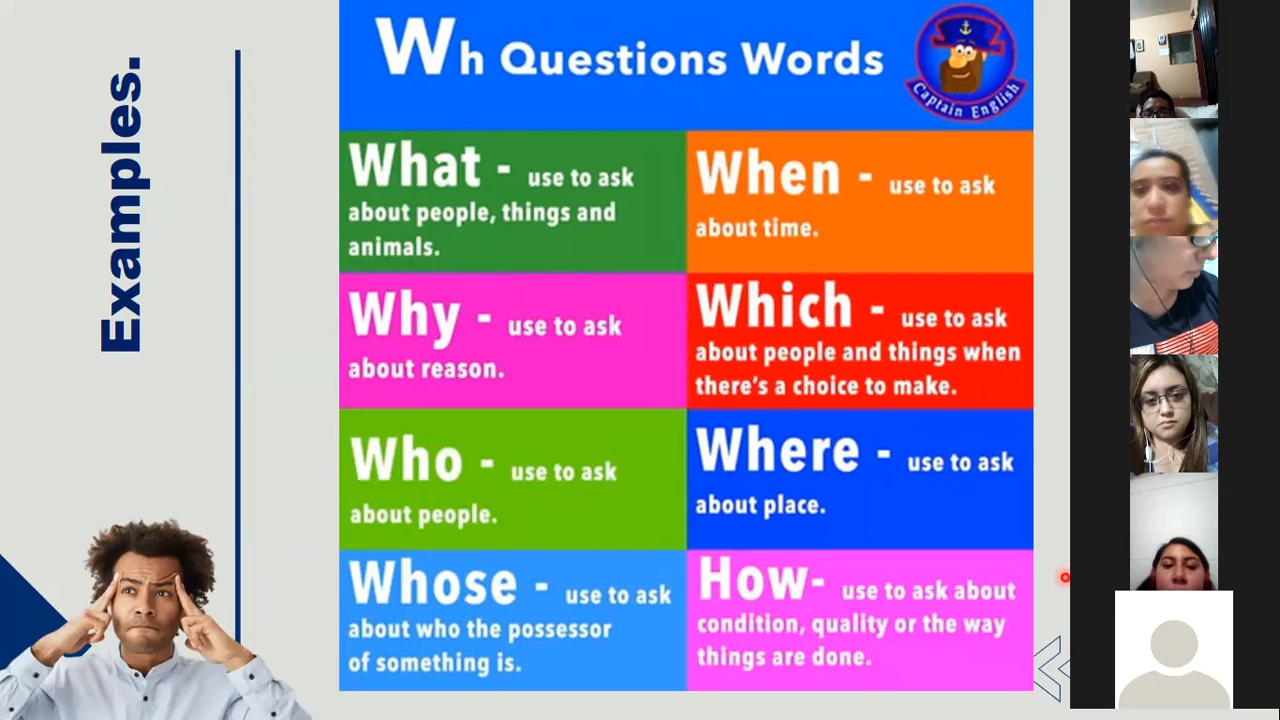 Examples.
Wh Questions Words
Captain English
What - use to ask
about people, things and
animals.
When - use to ask
about time.
Why - use to ask
about reason.
Which - use to ask
about people and things when
there's a choice to make.
Who - use to ask
about people.
Where - use to ask
about place.
Whose - use to ask
about who the possessor
of something is.
How- use to ask about
condition, quality or the way
things are done.